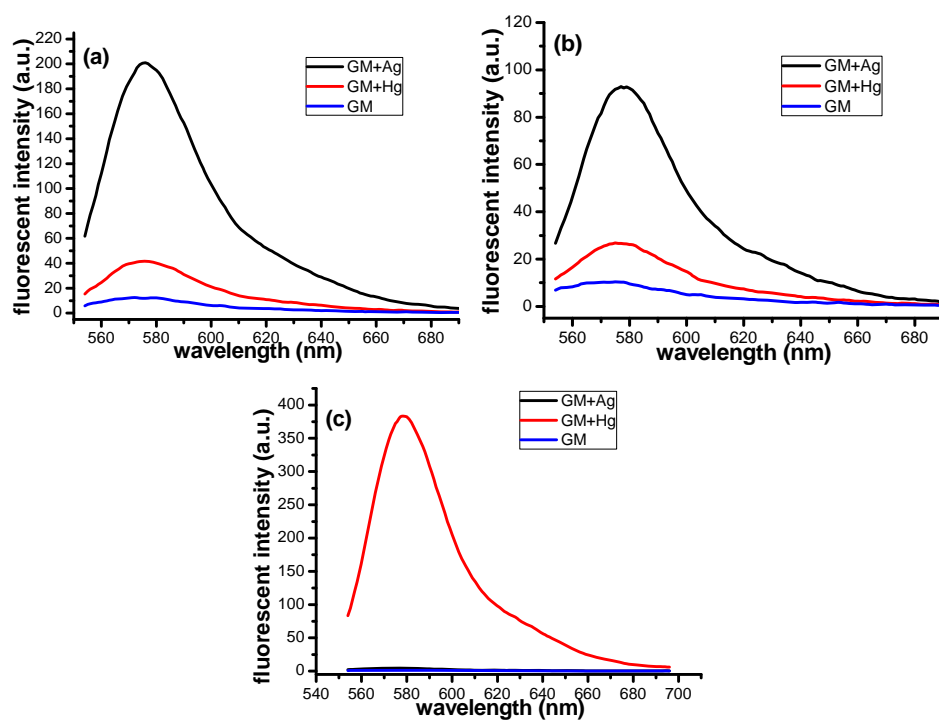 (a)
GM+Ag
GM+Hg
GM
fluorescent intensity (a.u.)
220
200
180
160
140
120
100
80
60
40
20
0
560 580 600 620 640 660 680
wavelength (nm)
(b)
GM+Ag
GM+Hg
GM
fluorescent intensity (a.u.)
120
100
80
60
40
20
0
560 580 600 620 640 660 680
wavelength (nm)
(c)
GM+Ag
GM+Hg
GM
fluorescent intensity (a.u.)
400
350
300
250
200
150
100
50
0
540 560 580 600 620 640 660 680 700
wavelength (nm)